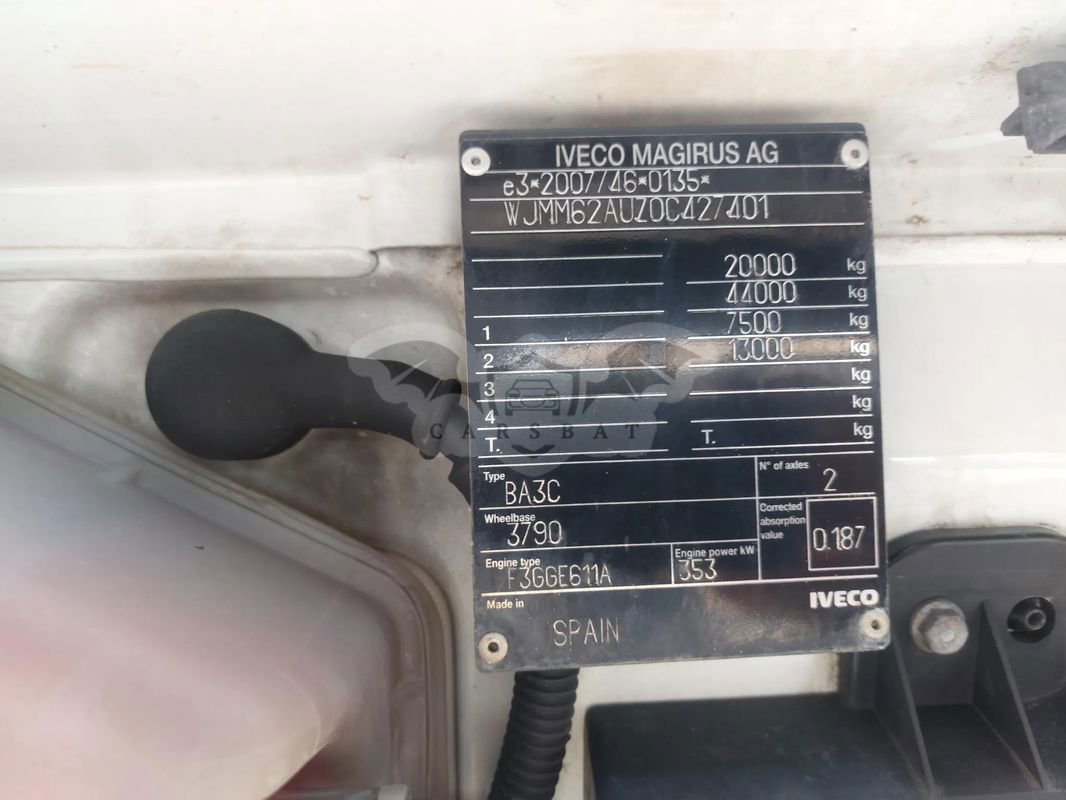 IVECO MAGIRUS AG
e3*2007/46*0135*
WJMM62AUZ0C427401
20000 kg
44000 kg
1 7500 kg
2 13000 kg
3 kg
4 kg
T. T. kg
Type BA3C N° of axles 2
Wheelbase 3790 Corrected absorption value 0.187
Engine type F3GGE611A Engine power kW 353
IVECO
Made in SPAIN
CARSBAT